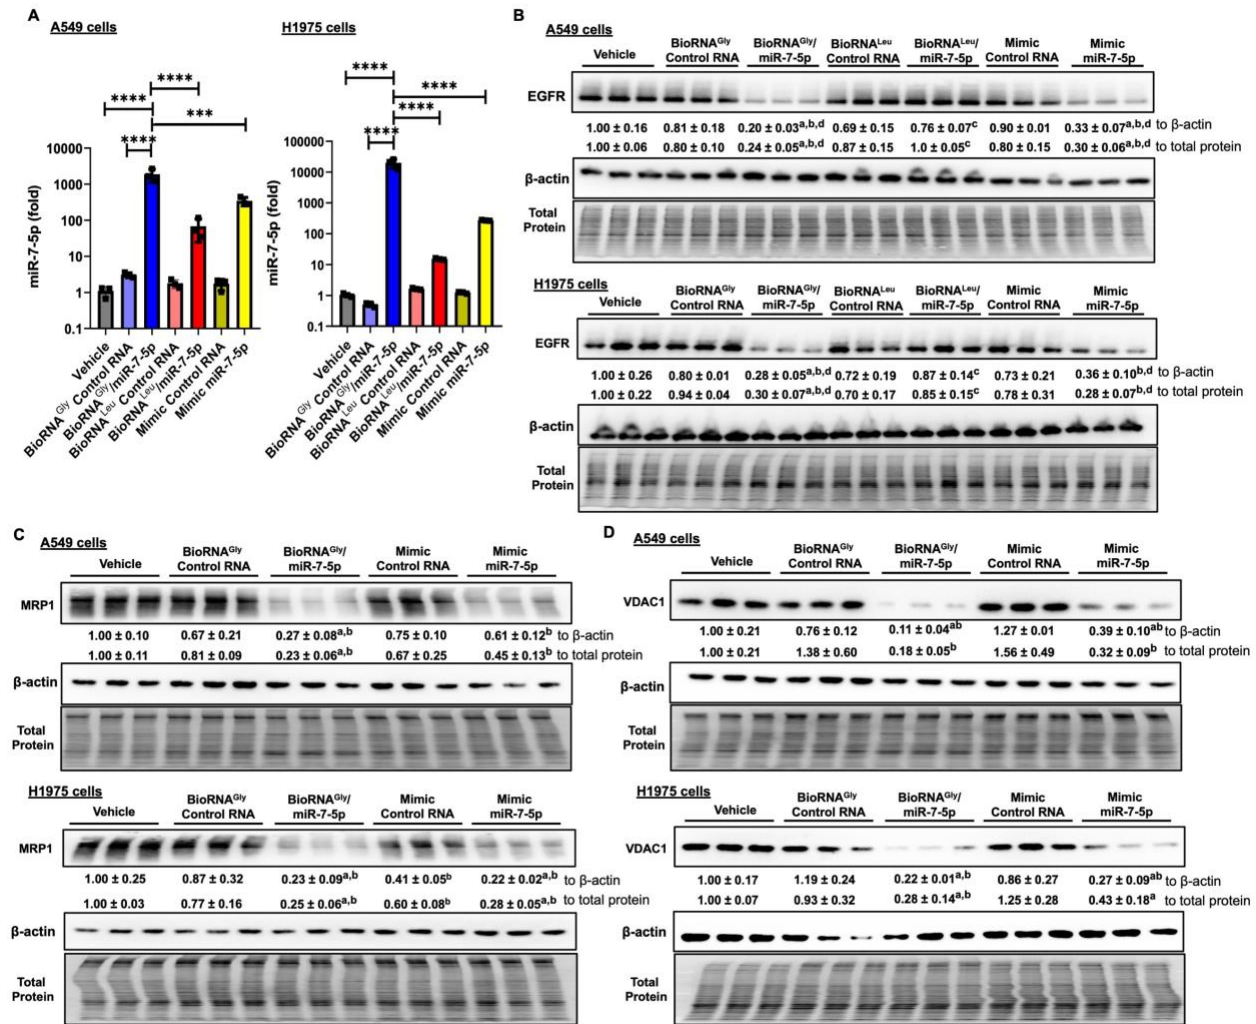 A
A549 cells
miR-7-5p (fold)
10000
1000
100
10
1
0.1
****
****
***
****
Vehicle
BioRNA Gly Control RNA
BioRNA Gly/miR-7-5p
BioRNA Leu Control RNA
BioRNA Leu/miR-7-5p
Mimic Control RNA
Mimic miR-7-5p
H1975 cells
miR-7-5p (fold)
100000
10000
1000
100
10
1
0.1
****
****
****
****
Vehicle
BioRNA Gly Control RNA
BioRNA Gly/miR-7-5p
BioRNA Leu Control RNA
BioRNA Leu/miR-7-5p
Mimic Control RNA
Mimic miR-7-5p
B
A549 cells
Vehicle BioRNAGly Control RNA BioRNAGly/ miR-7-5p BioRNALeu Control RNA BioRNALeu/ miR-7-5p Mimic Control RNA Mimic miR-7-5p
EGFR
1.00 ± 0.16 0.81 ± 0.18 0.20 ± 0.03a,b,d 0.69 ± 0.15 0.76 ± 0.07c 0.90 ± 0.01 0.33 ± 0.07a,b,d to β-actin
1.00 ± 0.06 0.80 ± 0.10 0.24 ± 0.05a,b,d 0.87 ± 0.15 1.0 ± 0.05c 0.80 ± 0.15 0.30 ± 0.06a,b,d to total protein
β-actin
Total
Protein
H1975 cells
Vehicle BioRNAGly Control RNA BioRNAGly/ miR-7-5p BioRNALeu Control RNA BioRNALeu/ miR-7-5p Mimic Control RNA Mimic miR-7-5p
EGFR
1.00 ± 0.26 0.80 ± 0.01 0.28 ± 0.05a,b,d 0.72 ± 0.19 0.87 ± 0.14c 0.73 ± 0.21 0.36 ± 0.10b,d to β-actin
1.00 ± 0.22 0.94 ± 0.04 0.30 ± 0.07a,b,d 0.70 ± 0.17 0.85 ± 0.15c 0.78 ± 0.31 0.28 ± 0.07b,d to total protein
β-actin
Total
Protein
C
A549 cells
Vehicle BioRNAGly Control RNA BioRNAGly/ miR-7-5p Mimic Control RNA Mimic miR-7-5p
MRP1
1.00 ± 0.10 0.67 ± 0.21 0.27 ± 0.08a,b 0.75 ± 0.10 0.61 ± 0.12b to β-actin
1.00 ± 0.11 0.81 ± 0.09 0.23 ± 0.06a,b 0.67 ± 0.25 0.45 ± 0.13b to total protein
β-actin
Total
Protein
H1975 cells
Vehicle BioRNAGly Control RNA BioRNAGly/ miR-7-5p Mimic Control RNA Mimic miR-7-5p
MRP1
1.00 ± 0.25 0.87 ± 0.32 0.23 ± 0.09a,b 0.41 ± 0.05b 0.22 ± 0.02a,b to β-actin
1.00 ± 0.03 0.77 ± 0.16 0.25 ± 0.06a,b 0.60 ± 0.08b 0.28 ± 0.05a,b to total protein
β-actin
Total
Protein
D
A549 cells
Vehicle BioRNAGly Control RNA BioRNAGly/ miR-7-5p Mimic Control RNA Mimic miR-7-5p
VDAC1
1.00 ± 0.21 0.76 ± 0.12 0.11 ± 0.04ab 1.27 ± 0.01 0.39 ± 0.10ab to β-actin
1.00 ± 0.21 1.38 ± 0.60 0.18 ± 0.05b 1.56 ± 0.49 0.32 ± 0.09b to total protein
β-actin
Total
Protein
H1975 cells
Vehicle BioRNAGly Control RNA BioRNAGly/ miR-7-5p Mimic Control RNA Mimic miR-7-5p
VDAC1
1.00 ± 0.17 1.19 ± 0.24 0.22 ± 0.01a,b 0.86 ± 0.27 0.27 ± 0.09ab to β-actin
1.00 ± 0.07 0.93 ± 0.32 0.28 ± 0.14a,b 1.25 ± 0.28 0.43 ± 0.18a to total protein
β-actin
Total
Protein